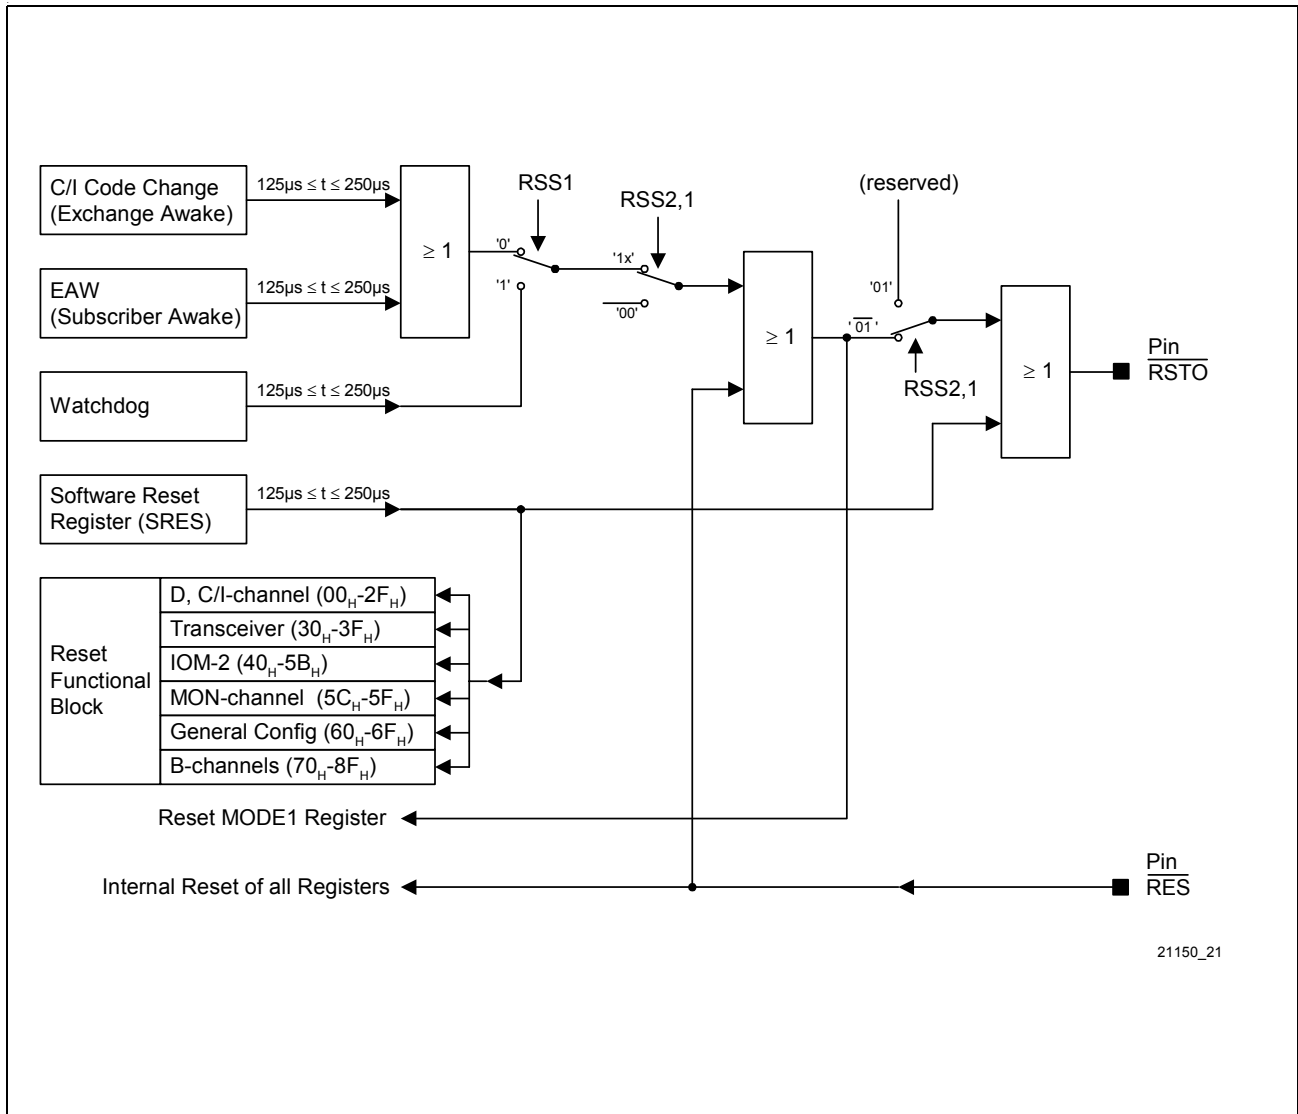 C/I Code Change
(Exchange Awake)
125µs ≤ t ≤ 250µs
≥ 1
RSS1
RSS2,1
(reserved)
'0'
'1'
'1x'
'00'
EAW
(Subscriber Awake)
125µs ≤ t ≤ 250µs
≥ 1
'01'
'01'
RSS2,1
≥ 1
Pin
RSTO
Watchdog
125µs ≤ t ≤ 250µs
Software Reset
Register (SRES)
125µs ≤ t ≤ 250µs
Reset
Functional
Block
D, C/I-channel (00H-2FH)
Transceiver (30H-3FH)
IOM-2 (40H-5BH)
MON-channel (5CH-5FH)
General Config (60H-6FH)
B-channels (70H-8FH)
Reset MODE1 Register
Internal Reset of all Registers
Pin
RES
21150_21